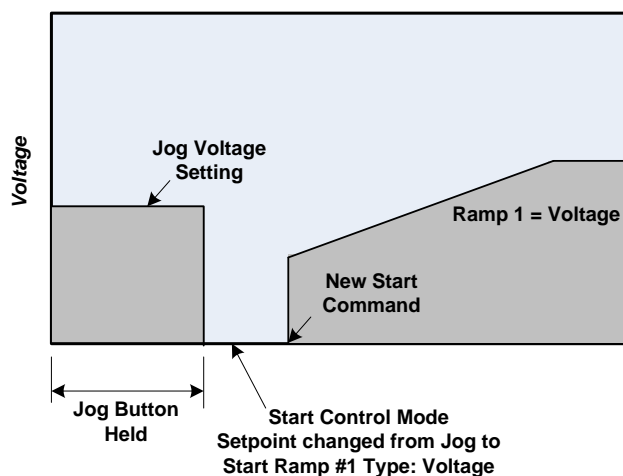 Voltage
Jog Voltage
Setting
Ramp 1 = Voltage
New Start
Command
Jog Button
Held
Start Control Mode
Setpoint changed from Jog to
Start Ramp #1 Type: Voltage